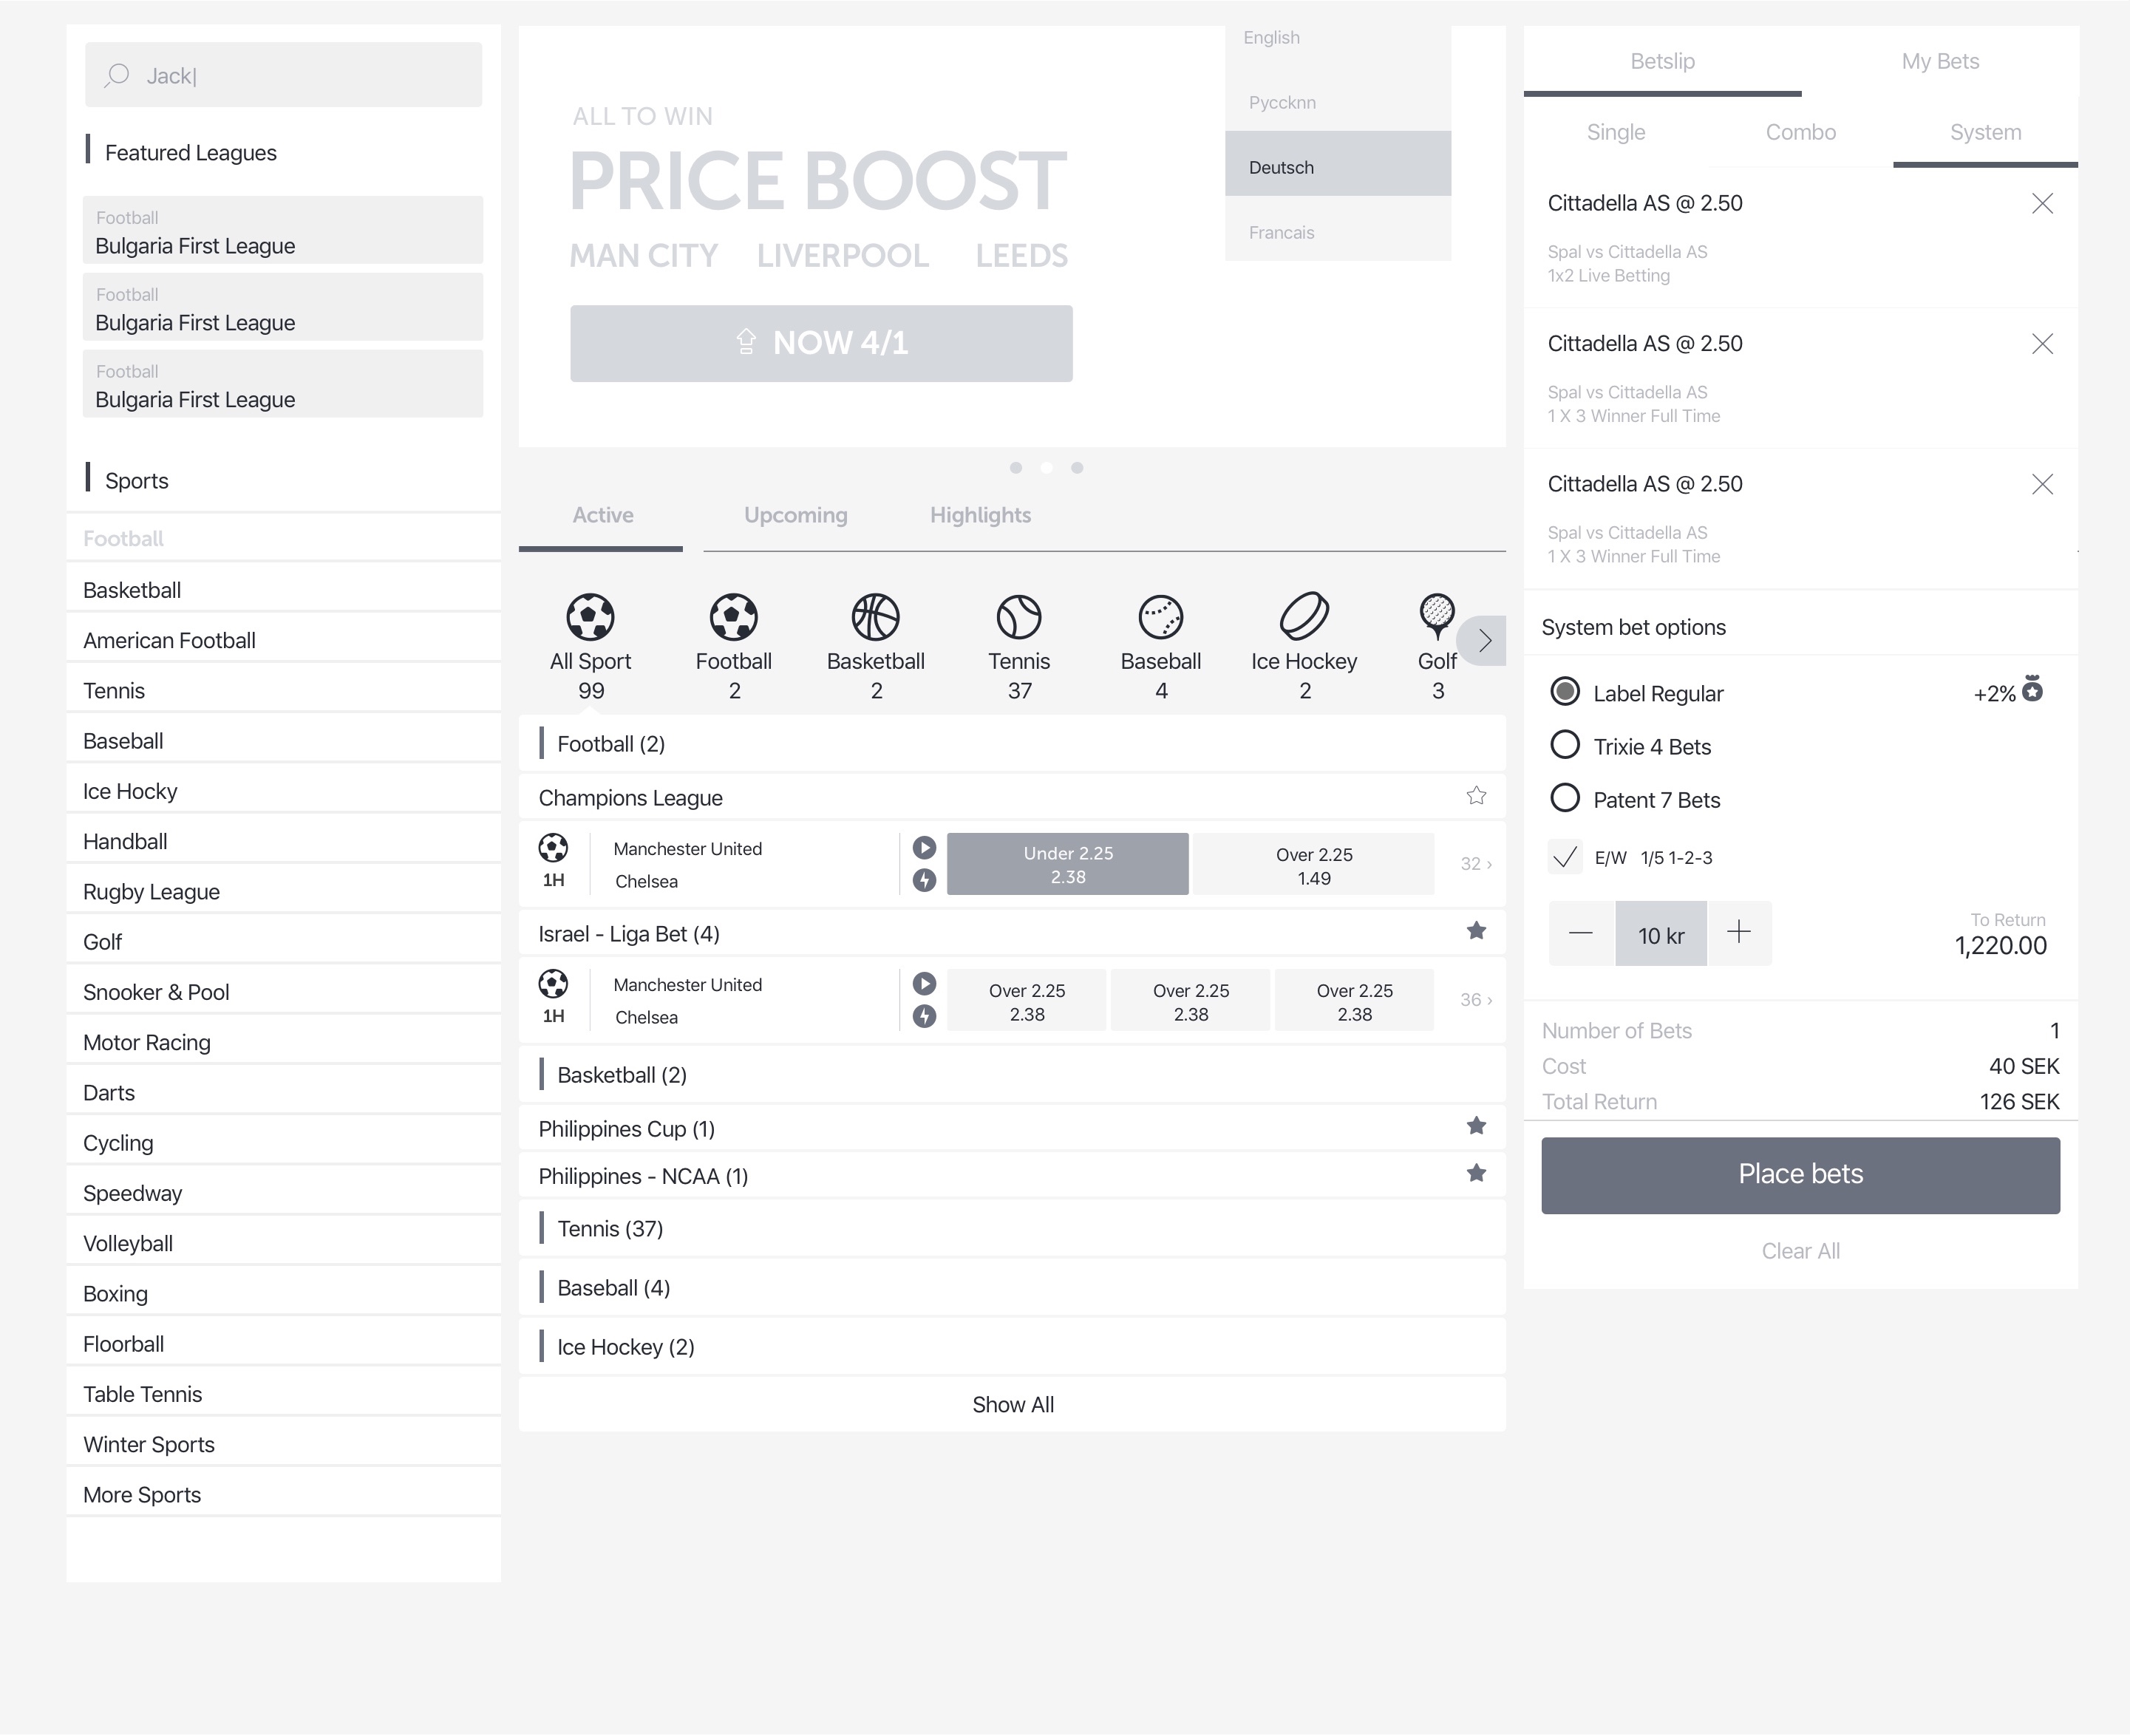 Jack
Featured Leagues
Football
Bulgaria First League
Football
Bulgaria First League
Football
Bulgaria First League
Sports
Football
Basketball
American Football
Tennis
Baseball
Ice Hocky
Handball
Rugby League
Golf
Snooker & Pool
Motor Racing
Darts
Cycling
Speedway
Volleyball
Boxing
Floorball
Table Tennis
Winter Sports
More Sports
ALL TO WIN
PRICE BOOST
MAN CITY LIVERPOOL LEEDS
NOW 4/1
English
Pyccknn
Deutsch
Francais
Active Upcoming Highlights
All Sport Football Basketball Tennis Baseball Ice Hockey Golf
99 2 2 37 4 2 3
Football (2)
Champions League
1H
Manchester United
Chelsea
Under 2.25
2.38
Over 2.25
1.49
32 ›
Israel - Liga Bet (4)
1H
Manchester United
Chelsea
Over 2.25
2.38
Over 2.25
2.38
Over 2.25
2.38
36 ›
Basketball (2)
Philippines Cup (1)
Philippines - NCAA (1)
Tennis (37)
Baseball (4)
Ice Hockey (2)
Show All
Betslip My Bets
Single Combo System
Cittadella AS @ 2.50
Spal vs Cittadella AS
1x2 Live Betting
Cittadella AS @ 2.50
Spal vs Cittadella AS
1 X 3 Winner Full Time
Cittadella AS @ 2.50
Spal vs Cittadella AS
1 X 3 Winner Full Time
System bet options
Label Regular +2%
Trixie 4 Bets
Patent 7 Bets
E/W 1/5 1-2-3
10 kr
To Return
1,220.00
Number of Bets 1
Cost 40 SEK
Total Return 126 SEK
Place bets
Clear All